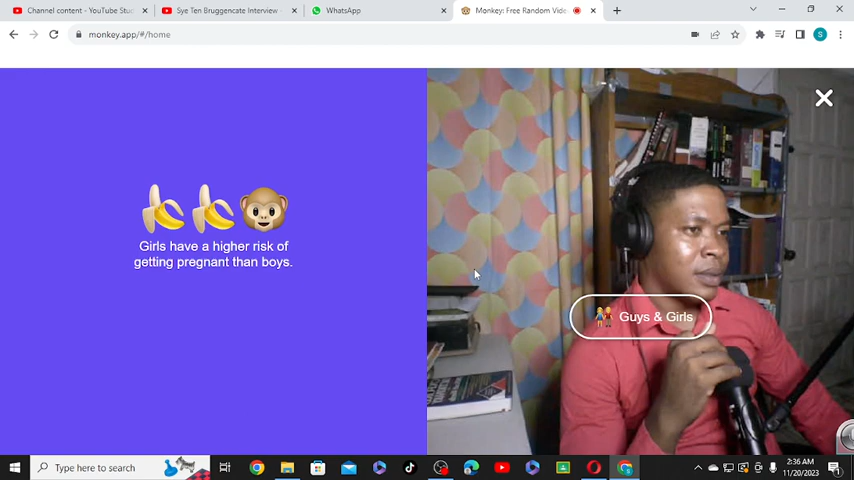 Channel content - YouTube Stud
Sye Ten Bruggencate Interview -
WhatsApp
Monkey: Free Random Vide
monkey.app/#/home
S
Girls have a higher risk of
getting pregnant than boys.
Guys & Girls
Type here to search
2:36 AM
11/20/2023